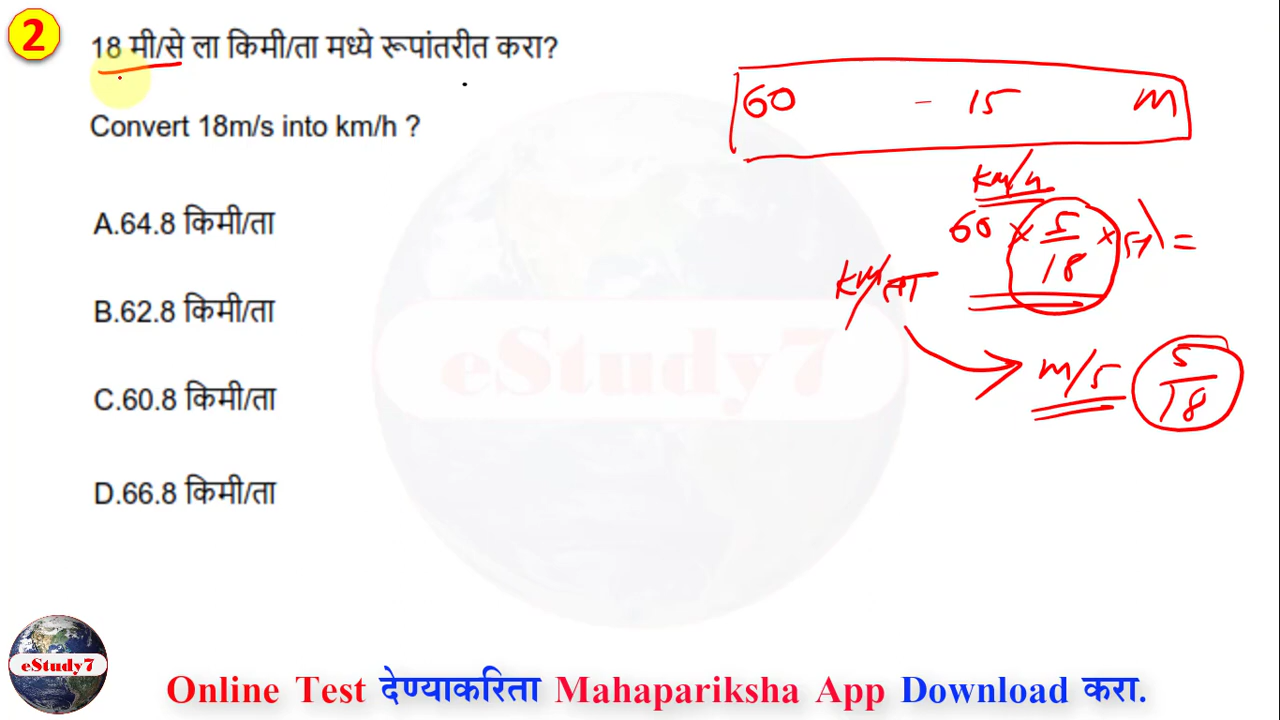 2
18 मी/से ला किमी/ता मध्ये रूपांतरीत करा?
Convert 18m/s into km/h ?
A.64.8 किमी/ता
B.62.8 किमी/ता
C.60.8 किमी/ता
D.66.8 किमी/ता
60 - 15 m
km/h
60 × 5/18 ×
km/ता
m/s 5/18
eStudy7
eStudy7
Online Test देण्याकरिता Mahapariksha App Download करा.